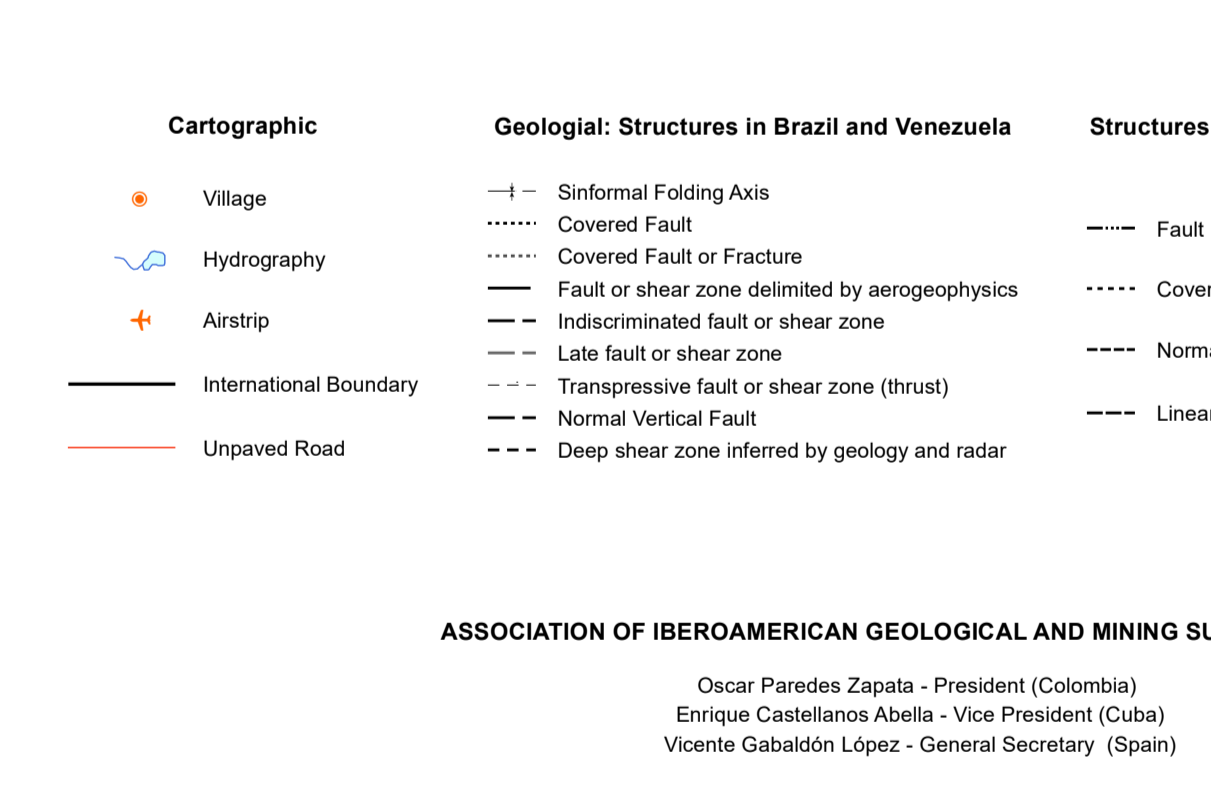 Cartographic
Village
Hydrography
Airstrip
International Boundary
Unpaved Road
Geologial: Structures in Brazil and Venezuela
Sinformal Folding Axis
Covered Fault
Covered Fault or Fracture
Fault or shear zone delimited by aerogeophysics
Indiscriminated fault or shear zone
Late fault or shear zone
Transpressive fault or shear zone (thrust)
Normal Vertical Fault
Deep shear zone inferred by geology and radar
Structures
Fault
ASSOCIATION OF IBEROAMERICAN GEOLOGICAL AND MINING
Oscar Paredes Zapata - President (Colombia)
Enrique Castellanos Abella - Vice President (Cuba)
Vicente Gabaldón López - General Secretary (Spain)